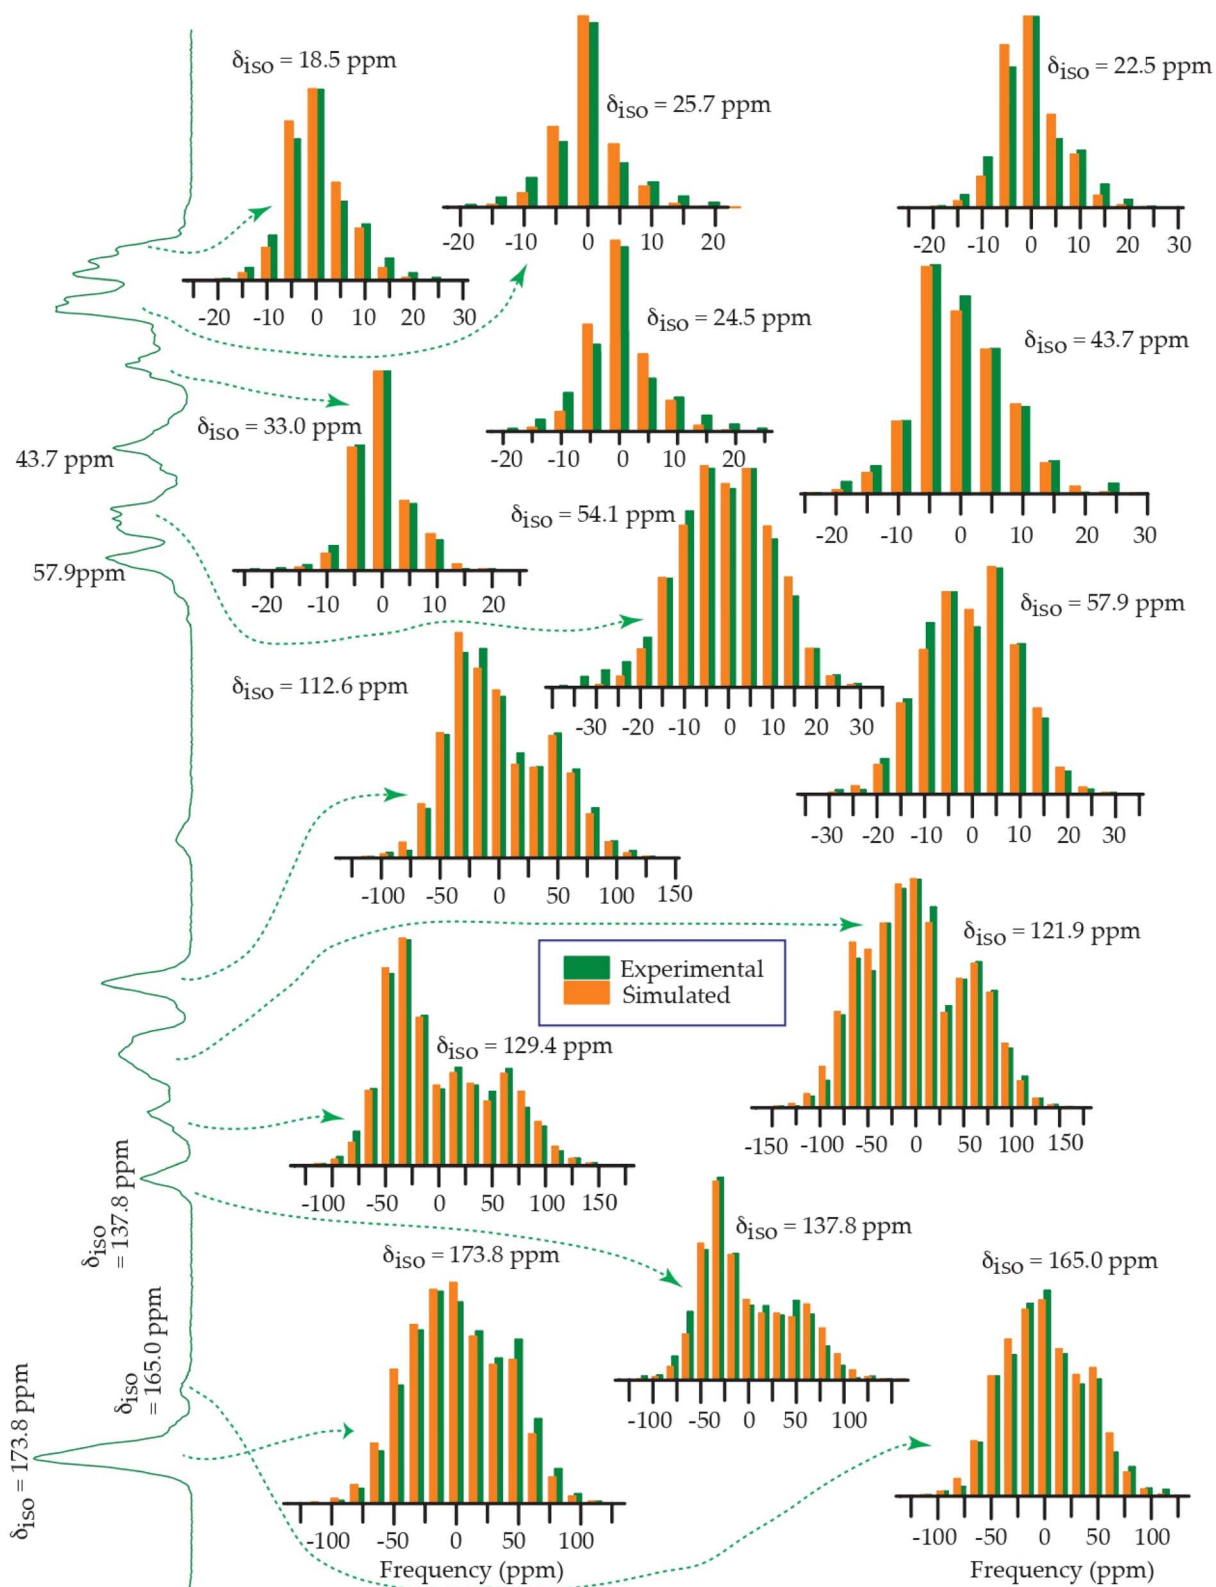 δiso = 18.5 ppm
δiso = 25.7 ppm
δiso = 22.5 ppm
-20 -10 0 10 20 30
-20 -10 0 10 20
-20 -10 0 10 20 30
δiso = 24.5 ppm
δiso = 43.7 ppm
δiso = 33.0 ppm
-20 -10 0 10 20
43.7 ppm
-20 -10 0 10 20 30
δiso = 54.1 ppm
57.9ppm
-20 -10 0 10 20
δiso = 57.9 ppm
δiso = 112.6 ppm
-30 -20 -10 0 10 20 30
-30 -20 -10 0 10 20 30
-100 -50 0 50 100 150
δiso = 121.9 ppm
Experimental
Simulated
δiso = 129.4 ppm
-150 -100 -50 0 50 100 150
-100 -50 0 50 100 150
δiso
= 137.8 ppm
δiso = 137.8 ppm
δiso = 173.8 ppm
δiso = 165.0 ppm
δiso
= 165.0 ppm
-100 -50 0 50 100
δiso = 173.8 ppm
-100 -50 0 50 100
Frequency (ppm)
-100 -50 0 50 100
Frequency (ppm)